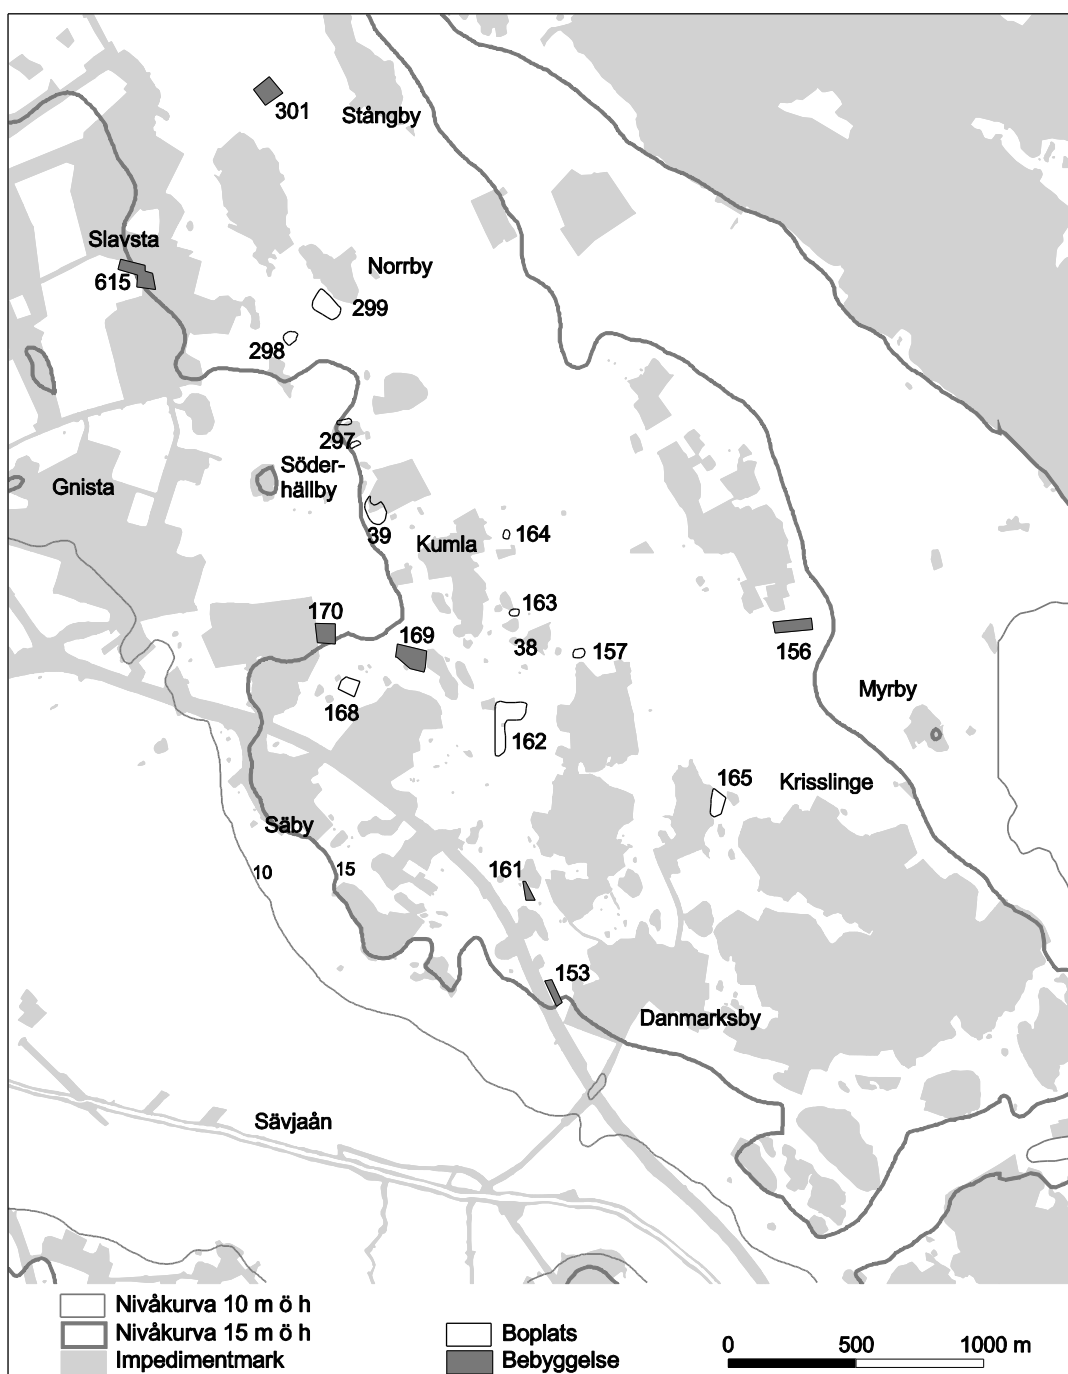 301
Stångby
Slavsta
615
Norrby
299
298
297
Söder-
hällby
Gnista
39
Kumla
164
170
169
163
38
157
156
168
162
Myrby
165
Krisslinge
Säby
10
15
161
153
Danmarksby
Sävjaån
Nivåkurva 10 m ö h
Nivåkurva 15 m ö h
Impedimentmark
Boplats
Bebyggelse
0 500 1000 m